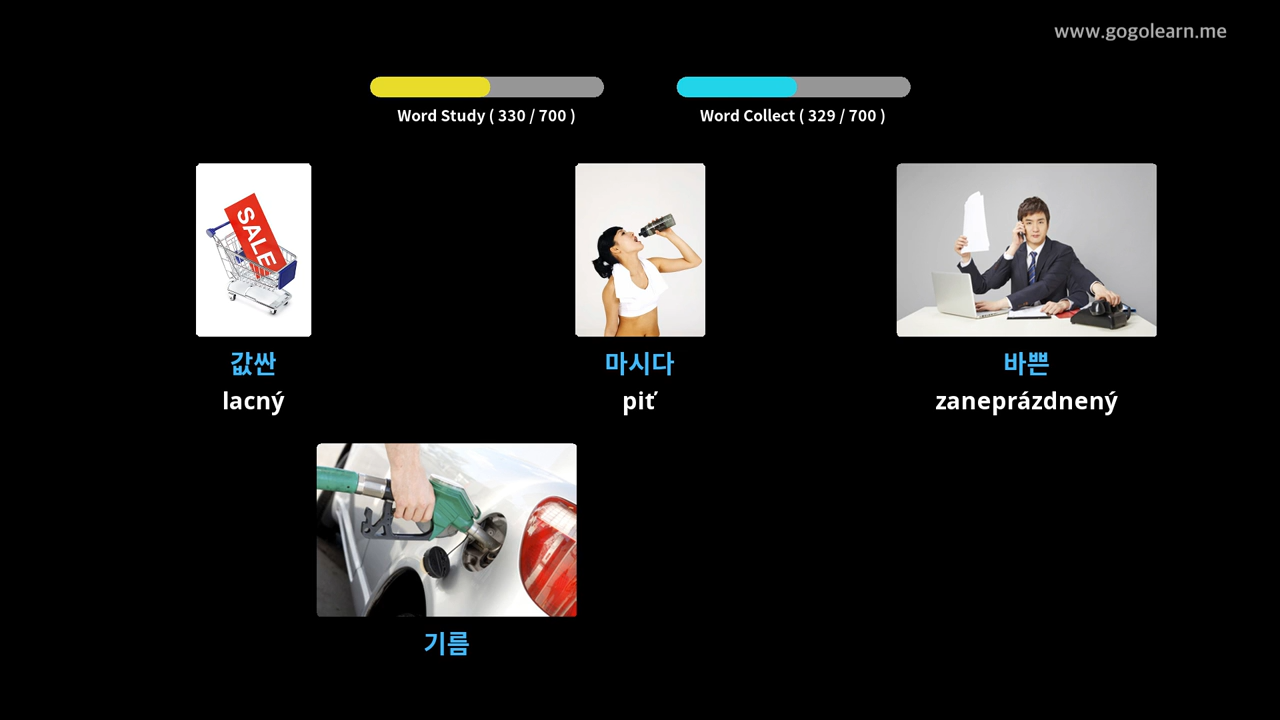 www.gogolearn.me
Word Study ( 330 / 700 )
Word Collect ( 329 / 700 )
SALE
값싼
마시다
바쁜
lacný
piť
zaneprázdnený
기름